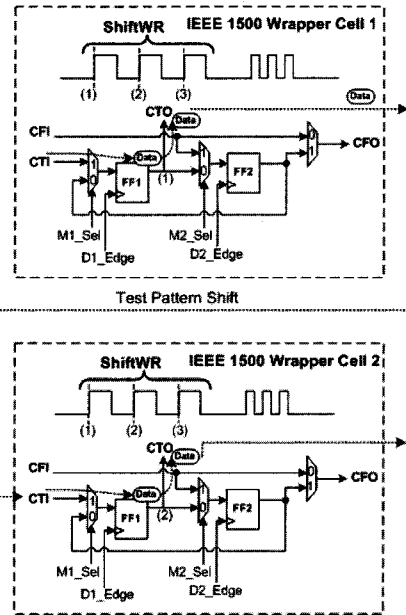 ShiftWR IEEE 1500 Wrapper Cell 1
(1) (2) (3)
Data
CTO
Data
CFI
CTI
Data
1
0
FF1
(1)
1
0
FF2
0
1
CFO
M1_Sel
D1_Edge
M2_Sel
D2_Edge
Test Pattern Shift
ShiftWR IEEE 1500 Wrapper Cell 2
(1) (2) (3)
CTO
Data
CFI
CTI
Data
1
0
FF1
(2)
1
0
FF2
0
1
CFO
M1_Sel
D1_Edge
M2_Sel
D2_Edge